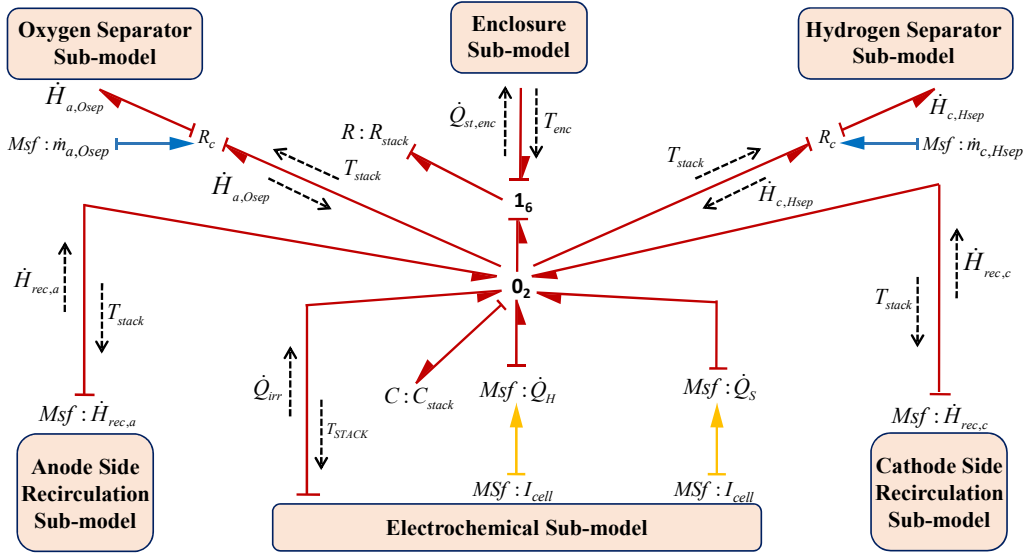 Oxygen Separator
Sub-model
Enclosure
Sub-model
Hydrogen Separator
Sub-model
Ḣ_{a,Osep}
Q̇_{st,enc}
T_{enc}
Ḣ_{c,Hsep}
Msf : ṁ_{a,Osep}
R_c
R : R_{stack}
R_c
Msf : ṁ_{c,Hsep}
T_{stack}
T_{stack}
Ḣ_{a,Osep}
Ḣ_{c,Hsep}
1_6
Ḣ_{rec,a}
0_2
Ḣ_{rec,c}
T_{stack}
T_{stack}
Q̇_{irr}
C : C_{stack}
Msf : Q̇_H
Msf : Q̇_S
Msf : Ḣ_{rec,a}
T_{STACK}
Msf : Ḣ_{rec,c}
Anode Side
Recirculation
Sub-model
MSf : I_{cell}
MSf : I_{cell}
Electrochemical Sub-model
Cathode Side
Recirculation
Sub-model